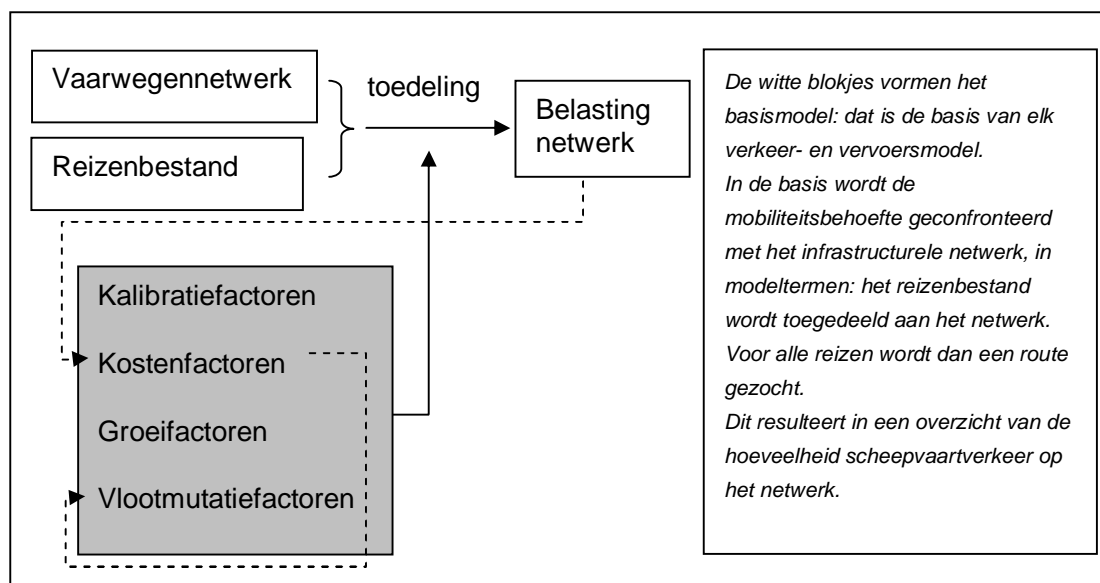 Vaarwegennetwerk
toedeling
Reizenbestand
Belasting
netwerk
Kalibratiefactoren
Kostenfactoren
Groeifactoren
Vlootmutatiefactoren
De witte blokjes vormen het
basismodel: dat is de basis van elk
verkeer- en vervoersmodel.
In de basis wordt de
mobiliteitsbehoefte geconfronteerd
met het infrastructurele netwerk, in
modeltermen: het reizenbestand
wordt toegedeeld aan het netwerk.
Voor alle reizen wordt dan een route
gezocht.
Dit resulteert in een overzicht van de
hoeveelheid scheepvaartverkeer op
het netwerk.